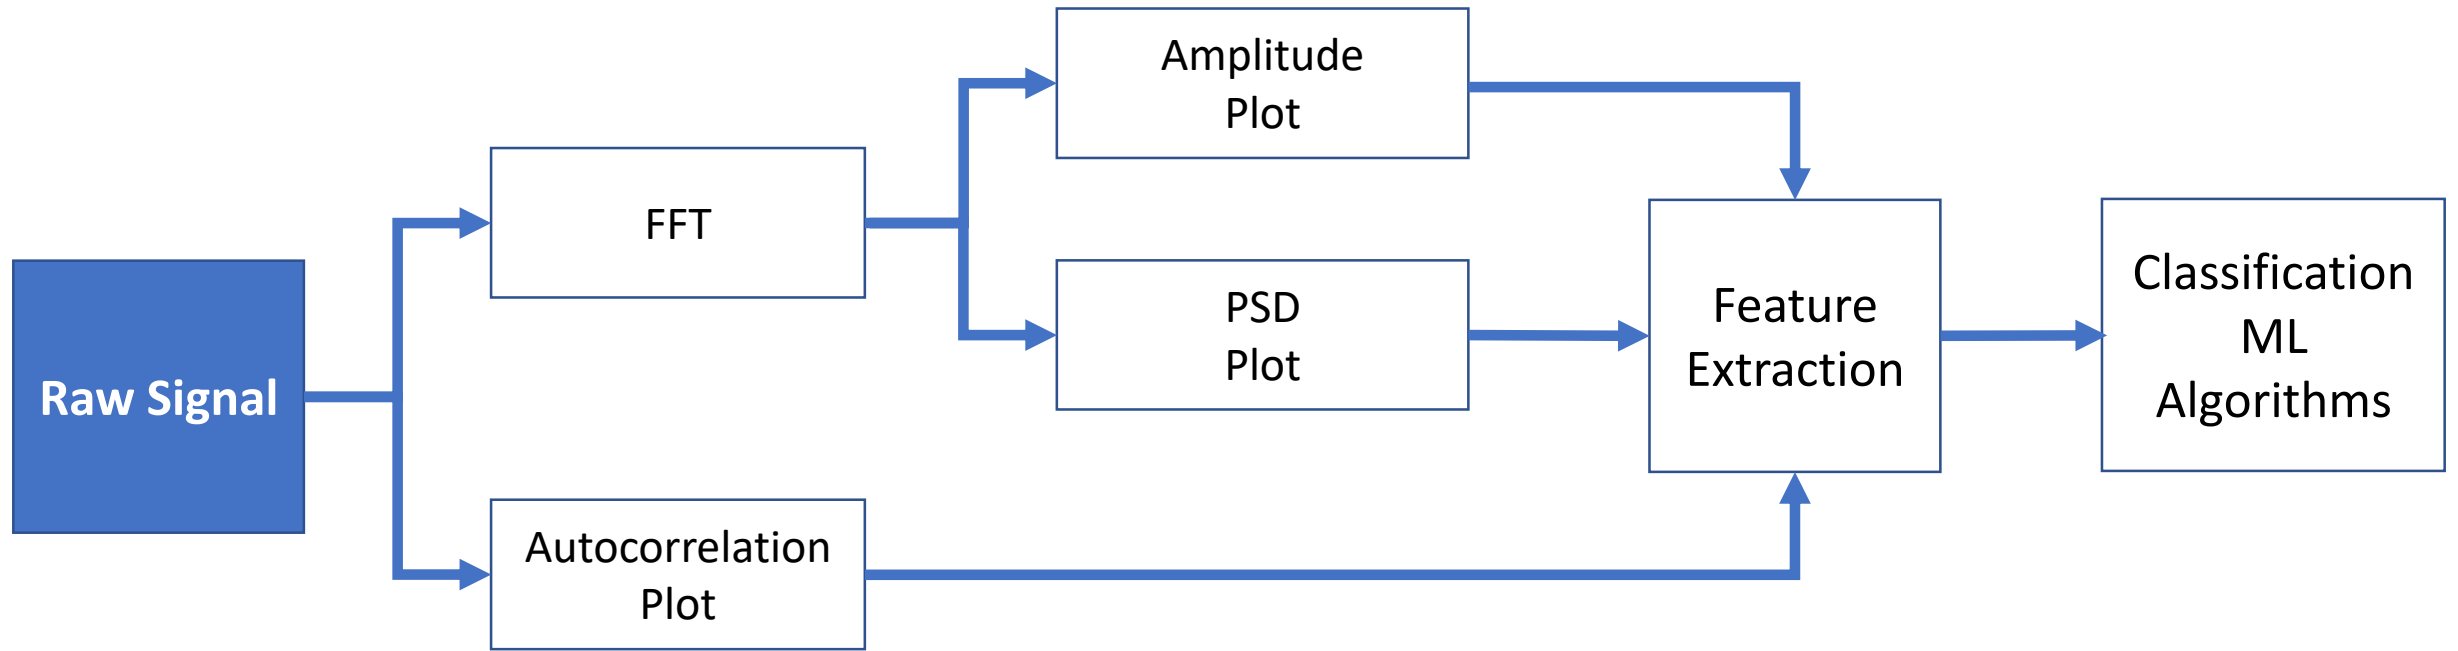 Raw Signal
FFT
Autocorrelation
Plot
Amplitude
Plot
PSD
Plot
Feature
Extraction
Classification
ML
Algorithms